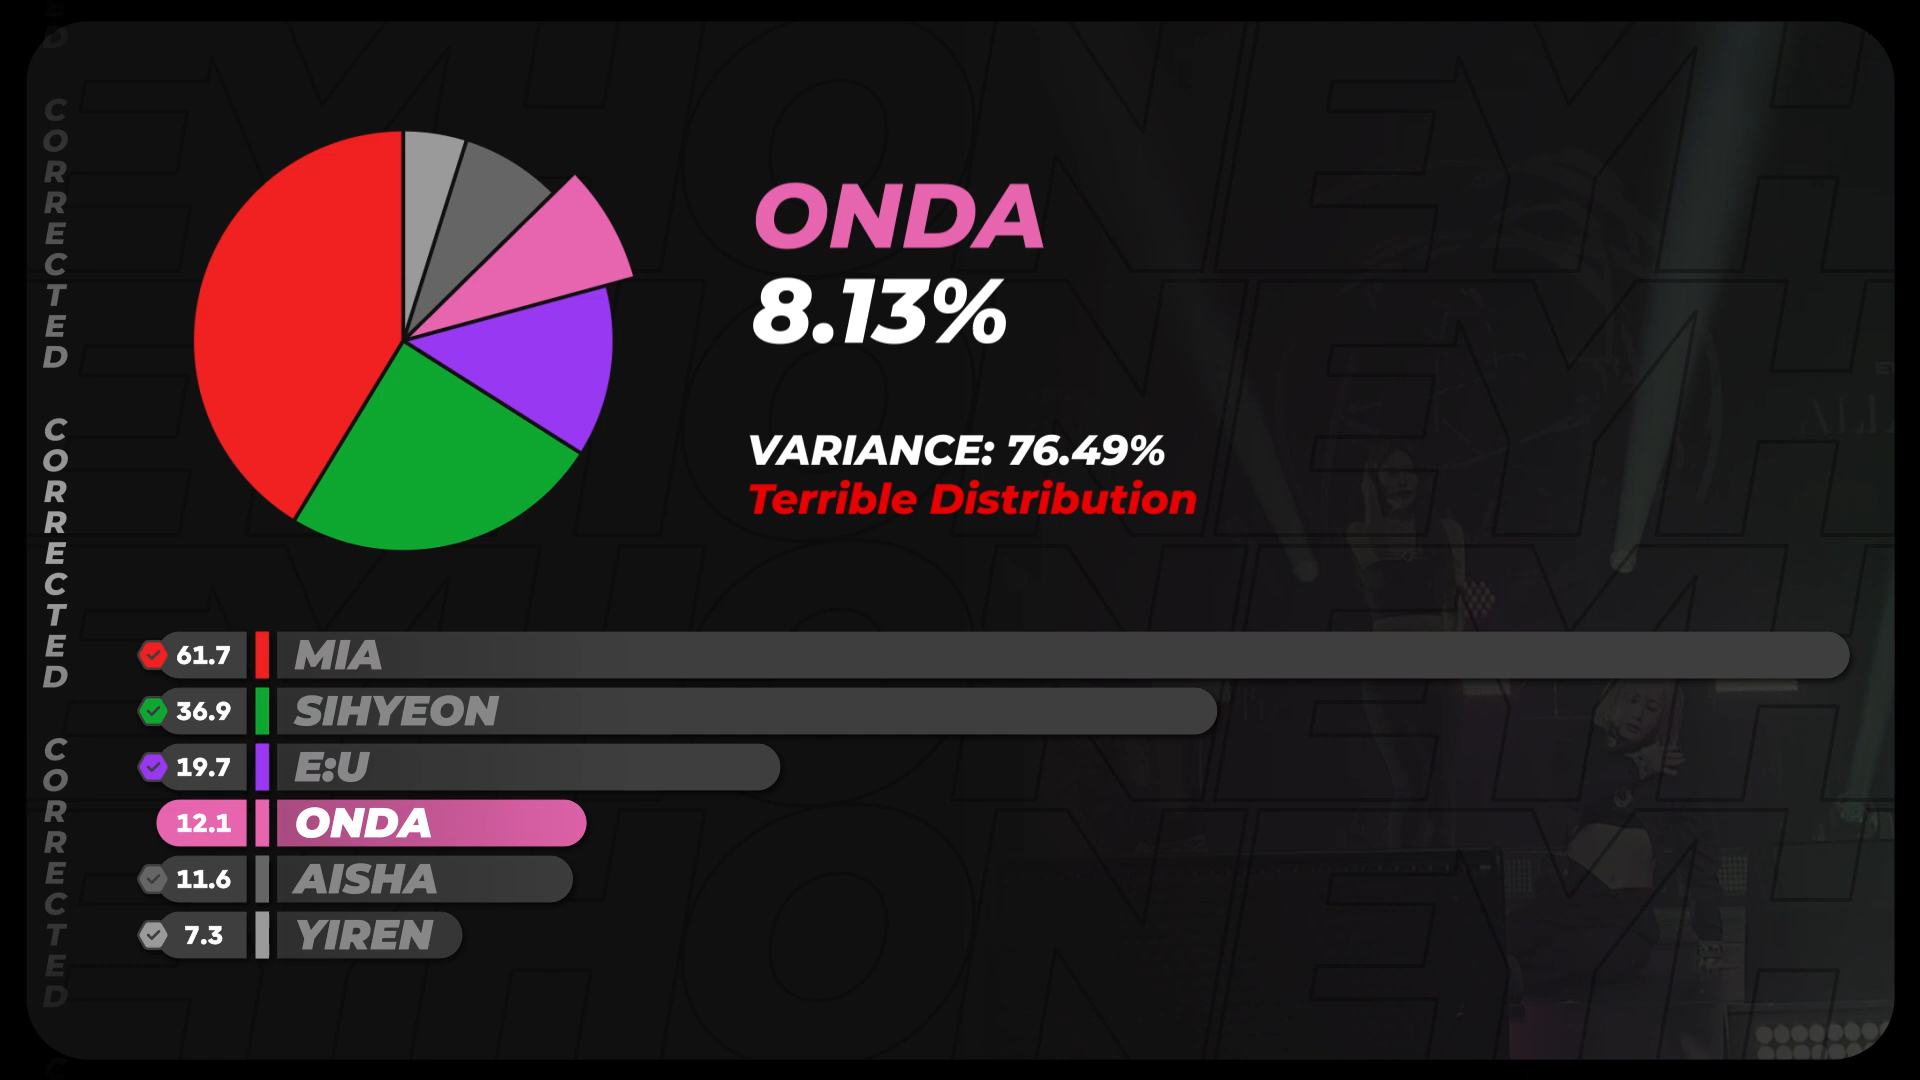 CORRECTED
CORRECTED
CORRECTED
ONDA
8.13%
VARIANCE: 76.49%
Terrible Distribution
61.7 MIA
36.9 SIHYEON
19.7 E:U
12.1 ONDA
11.6 AISHA
7.3 YIREN